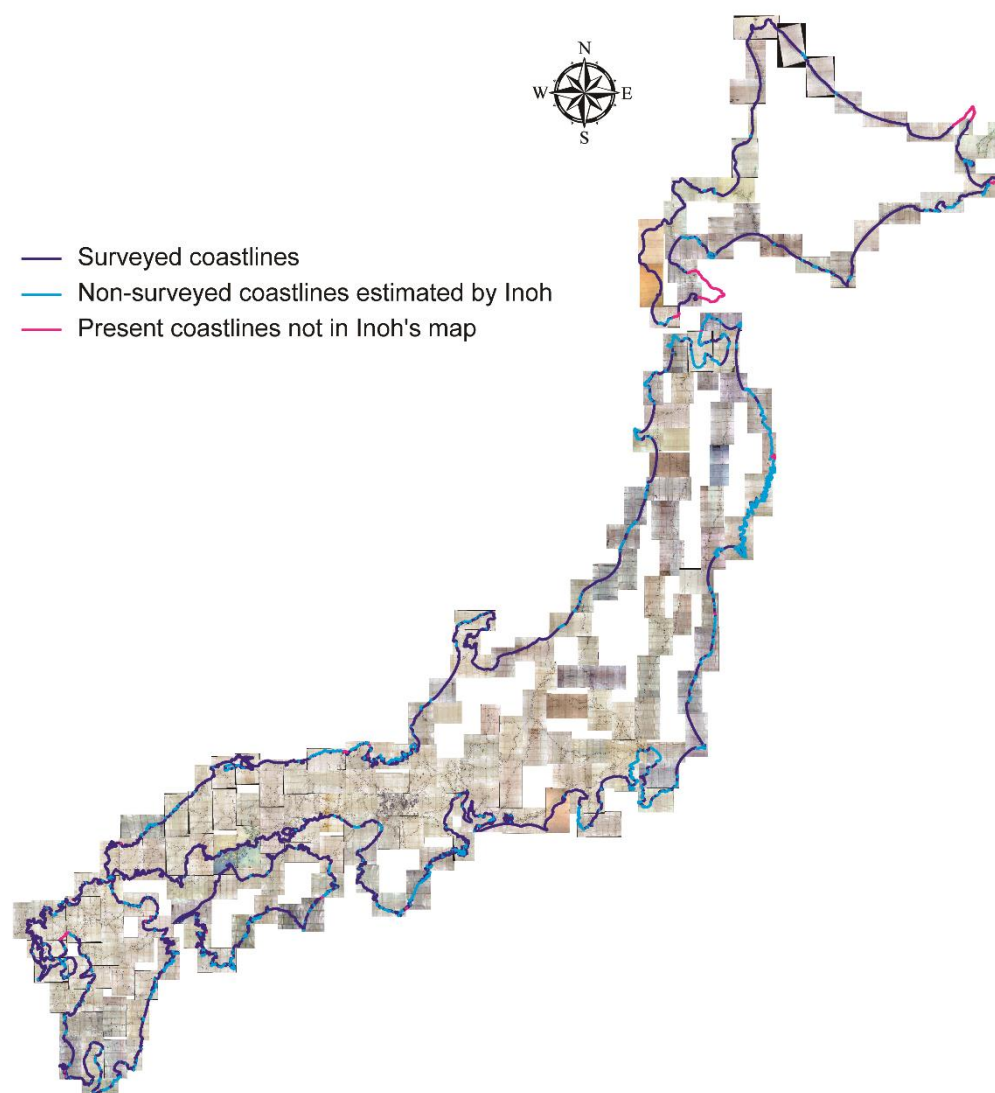 N
W E
S
Surveyed coastlines
Non-surveyed coastlines estimated by Inoh
Present coastlines not in Inoh's map